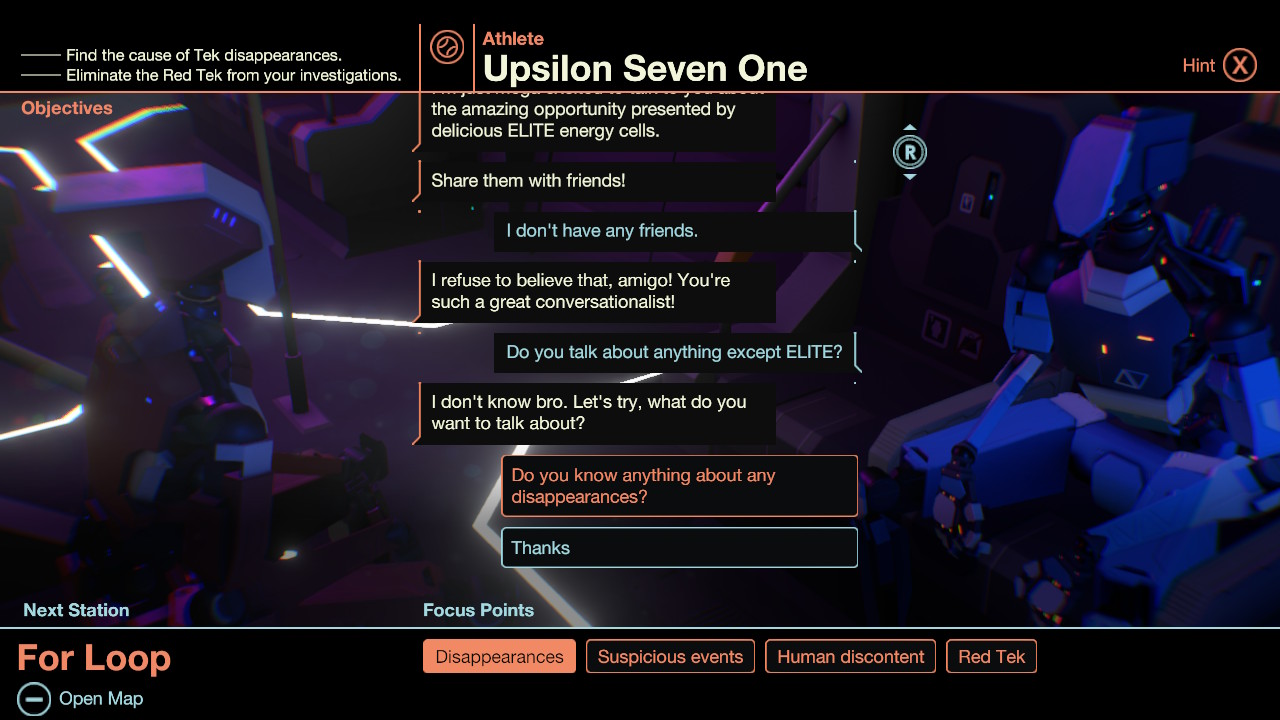 Find the cause of Tek disappearances.
Eliminate the Red Tek from your investigations.
Objectives
Athlete
Upsilon Seven One
Hint X
the amazing opportunity presented by
delicious ELITE energy cells.
R
Share them with friends!
I don't have any friends.
I refuse to believe that, amigo! You're
such a great conversationalist!
Do you talk about anything except ELITE?
I don't know bro. Let's try, what do you
want to talk about?
Do you know anything about any
disappearances?
Thanks
Next Station
For Loop
Open Map
Focus Points
Disappearances
Suspicious events
Human discontent
Red Tek